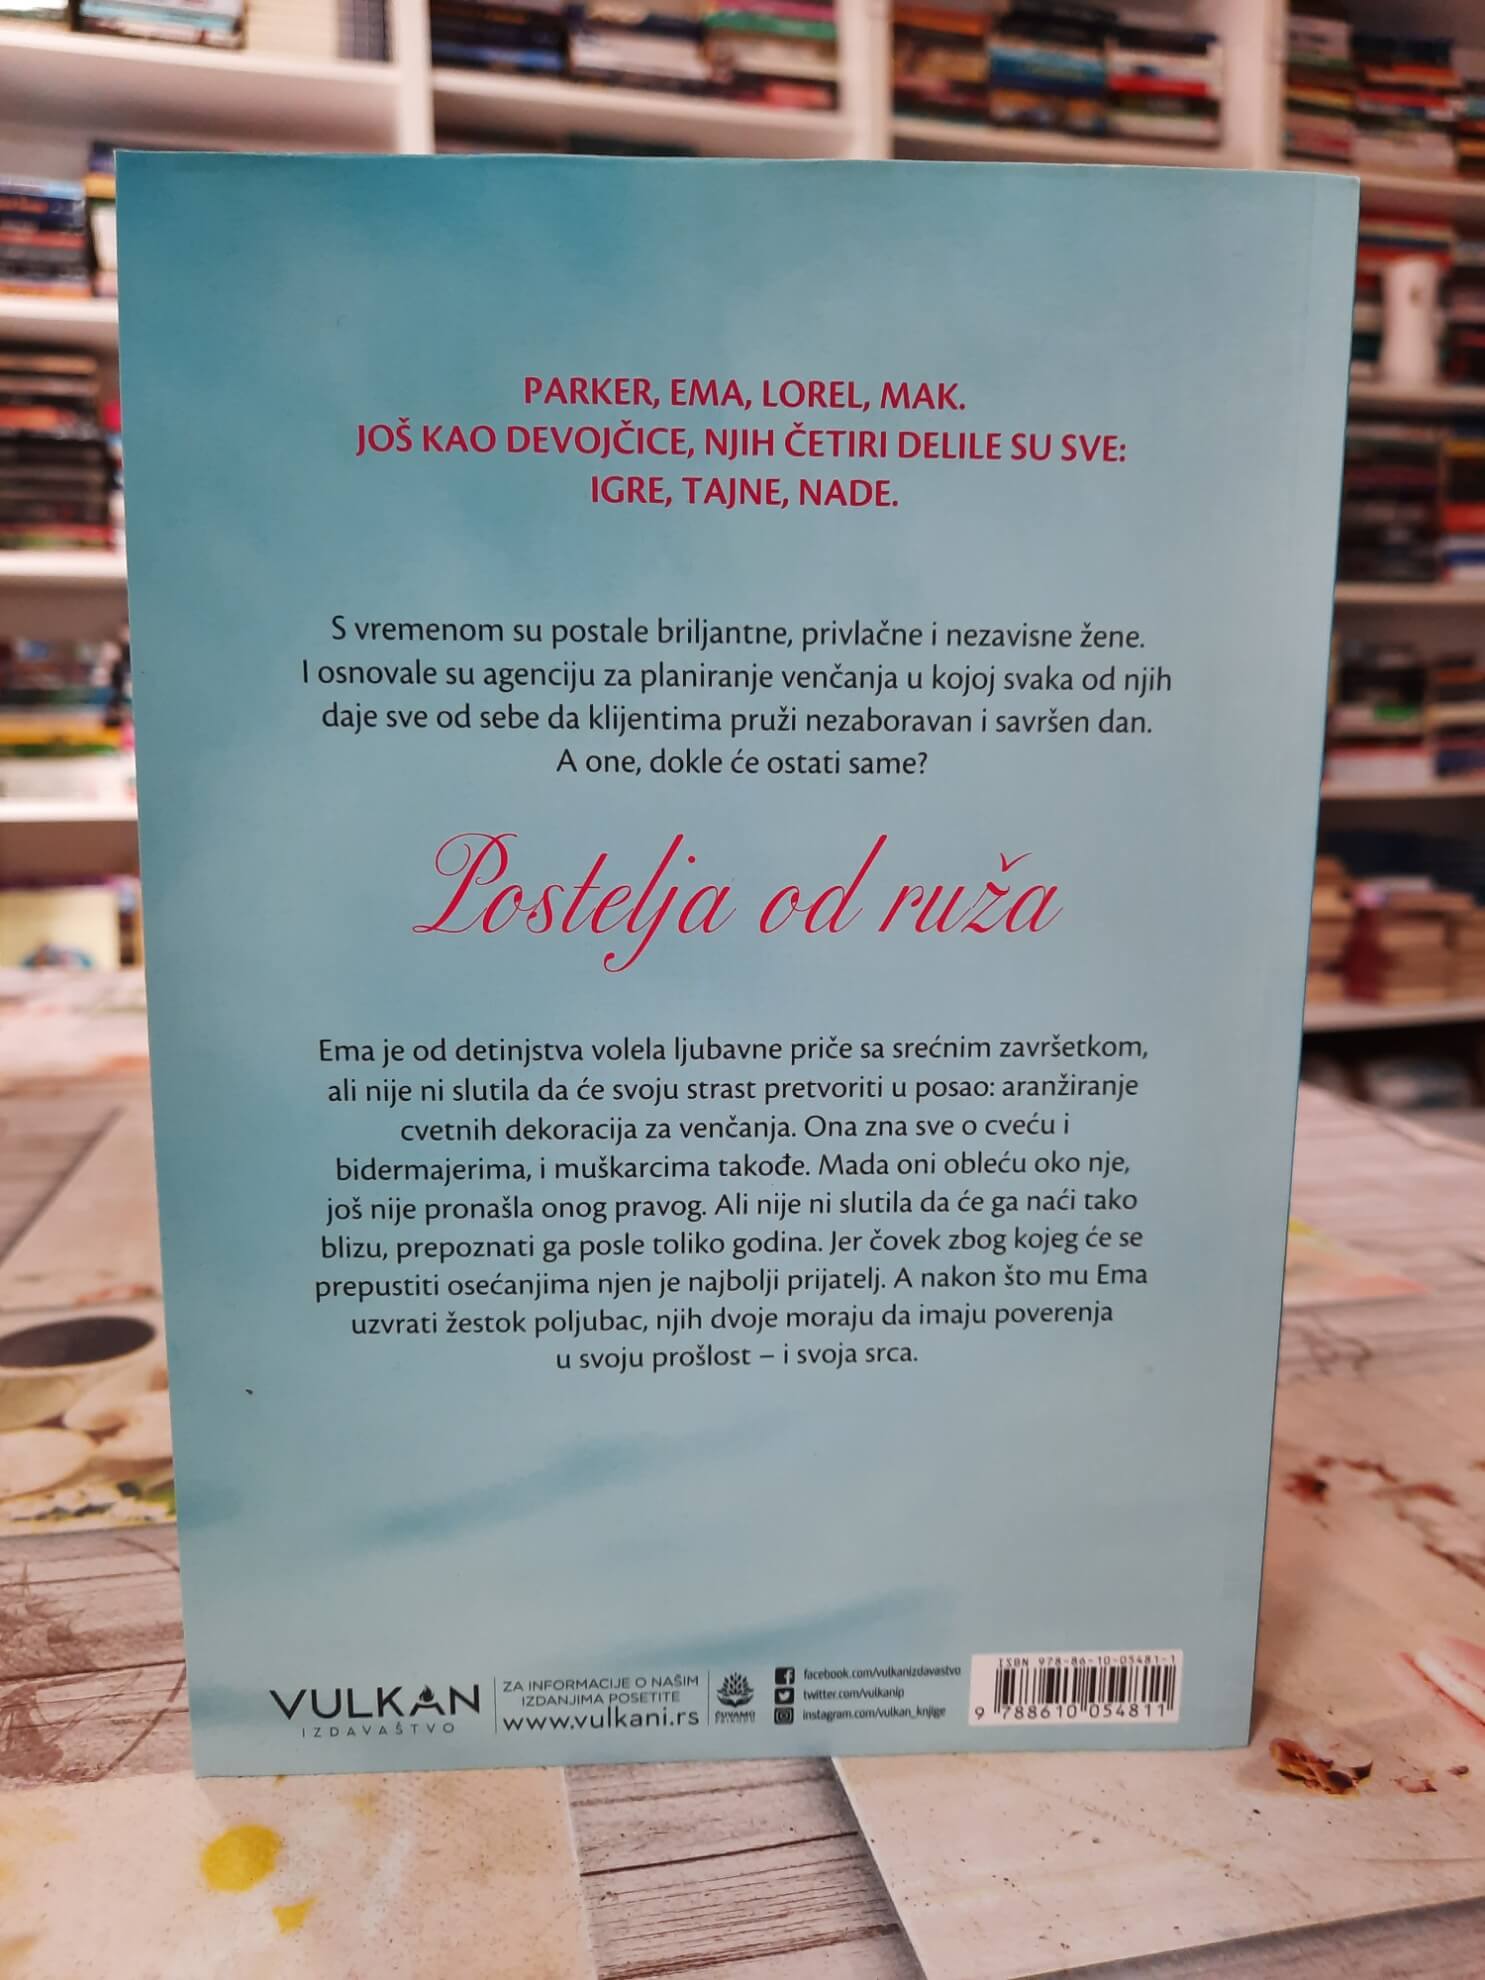 PARKER, EMA, LOREL, MAK.
JOŠ KAO DEVOJČICE, NJIH ČETIRI DELILE SU SVE:
IGRE, TAJNE, NADE.
S vremenom su postale briljantne, privlačne i nezavisne žene.
I osnovale su agenciju za planiranje venčanja u kojoj svaka od njih
daje sve od sebe da klijentima pruži nezaboravan i savršen dan.
A one, dokle će ostati same?
Postelja od ruža
Ema je od detinjstva volela ljubavne priče sa srećnim završetkom,
ali nije ni slutila da će svoju strast pretvoriti u posao: aranžiranje
cvetnih dekoracija za venčanja. Ona zna sve o cveću i
bidermajerima, i muškarcima takođe. Mada oni obleću oko nje,
još nije pronašla onog pravog. Ali nije ni slutila da će ga naći tako
blizu, prepoznati ga posle toliko godina. Jer čovek zbog kojeg će se
prepustiti osećanjima njen je najbolji prijatelj. A nakon što mu Ema
uzvrati žestok poljubac, njih dvoje moraju da imaju poverenja
u svoju prošlost – i svoja srca.
VULKAN
IZDAVAŠTVO
ZA INFORMACIJE O NAŠIM
IZDANJIMA POSETITE
www.vulkani.rs
ČUVAMO
PRIRODU
facebook.com/vulkanizdavastvo
twitter.com/vulkanip
instagram.com/vulkan_knjige
ISBN 978-86-10-05481-1
9 788610 054811